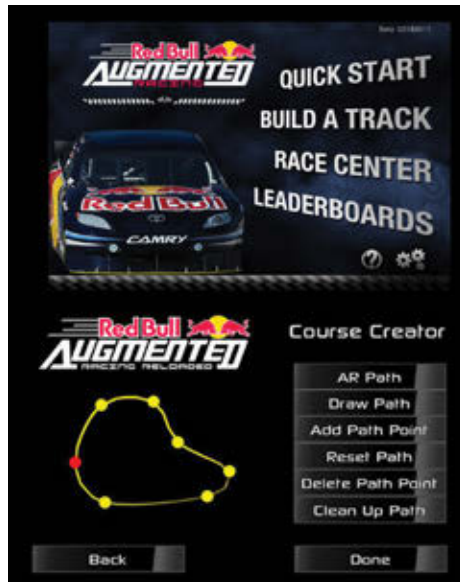 Red Bull
AUGMENTED
RACING
QUICK START
BUILD A TRACK
RACE CENTER
LEADERBOARDS
Red Bull
CAMRY
?
Red Bull
AUGMENTED
RACING RELOADED
Course Creator
AR Path
Draw Path
Add Path Point
Reset Path
Delete Path Point
Clean Up Path
Back
Done